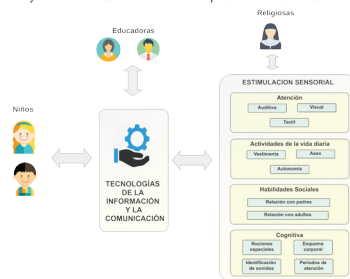 Religiosas
Educadoras
Niños
TECNOLOGÍAS
DE LA
INFORMACIÓN
Y LA
COMUNICACIÓN
ESTIMULACION SENSORIAL
Atención
Auditivo
Visual
Textil
Actividades de la vida diaria
Vestimenta
Aseo
Autonomía
Habilidades Sociales
Relación con padres
Relación con adultos
Cognitiva
Nociones
especiales
Esquema
corporal
Identificación
de sonidos
Periodos de
atención